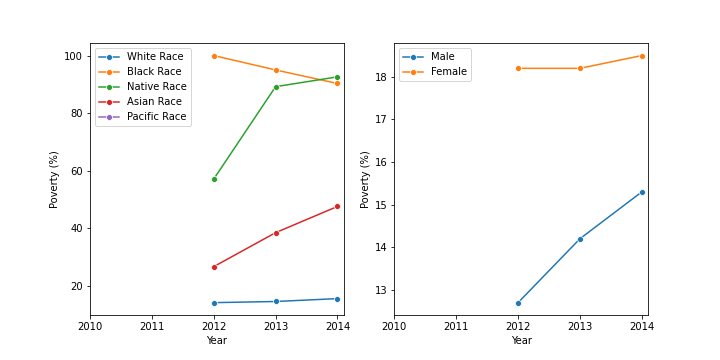 White Race
Black Race
Native Race
Asian Race
Pacific Race
100
80
60
40
20
Poverty (%)
2010 2011 2012 2013 2014
Year
Male
Female
18
17
16
15
14
13
Poverty (%)
2010 2011 2012 2013 2014
Year